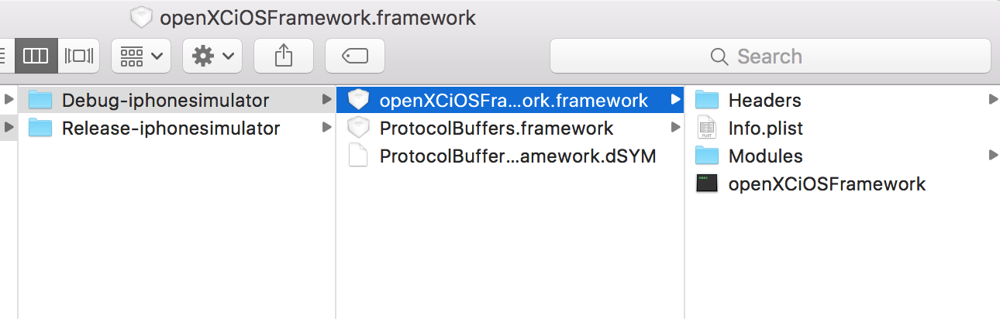 openXCiOSFramework.framework
Search
Debug-iphonesimulator
Release-iphonesimulator
openXCiOSFra...ork.framework
ProtocolBuffers.framework
ProtocolBuffer...amework.dSYM
Headers
Info.plist
Modules
openXCiOSFramework